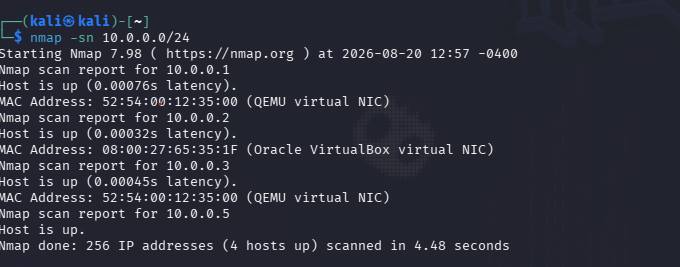 ┌──(kali㉿kali)-[~]
└─$ nmap -sn 10.0.0.0/24
Starting Nmap 7.98 ( https://nmap.org ) at 2026-08-20 12:57 -0400
Nmap scan report for 10.0.0.1
Host is up (0.00076s latency).
MAC Address: 52:54:00:12:35:00 (QEMU virtual NIC)
Nmap scan report for 10.0.0.2
Host is up (0.00032s latency).
MAC Address: 08:00:27:65:35:1F (Oracle VirtualBox virtual NIC)
Nmap scan report for 10.0.0.3
Host is up (0.00045s latency).
MAC Address: 52:54:00:12:35:00 (QEMU virtual NIC)
Nmap scan report for 10.0.0.5
Host is up.
Nmap done: 256 IP addresses (4 hosts up) scanned in 4.48 seconds